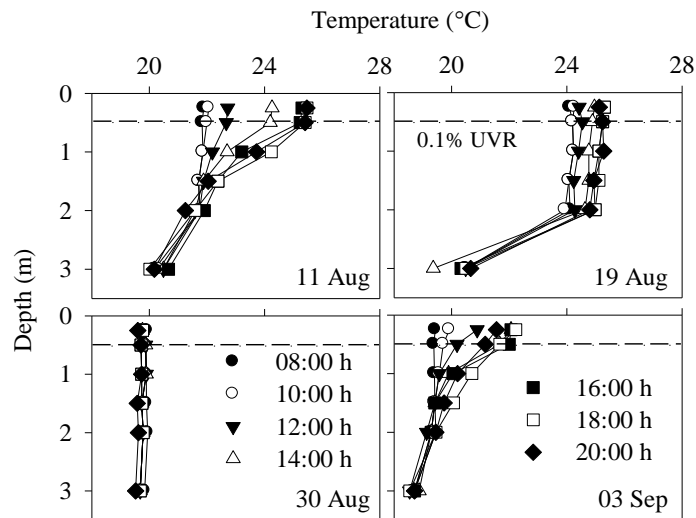 Temperature (°C)
20 24 28 20 24 28
Depth (m)
0
1
2
3
0.1% UVR
11 Aug
19 Aug
0
1
2
3
08:00 h
10:00 h
12:00 h
14:00 h
30 Aug
16:00 h
18:00 h
20:00 h
03 Sep